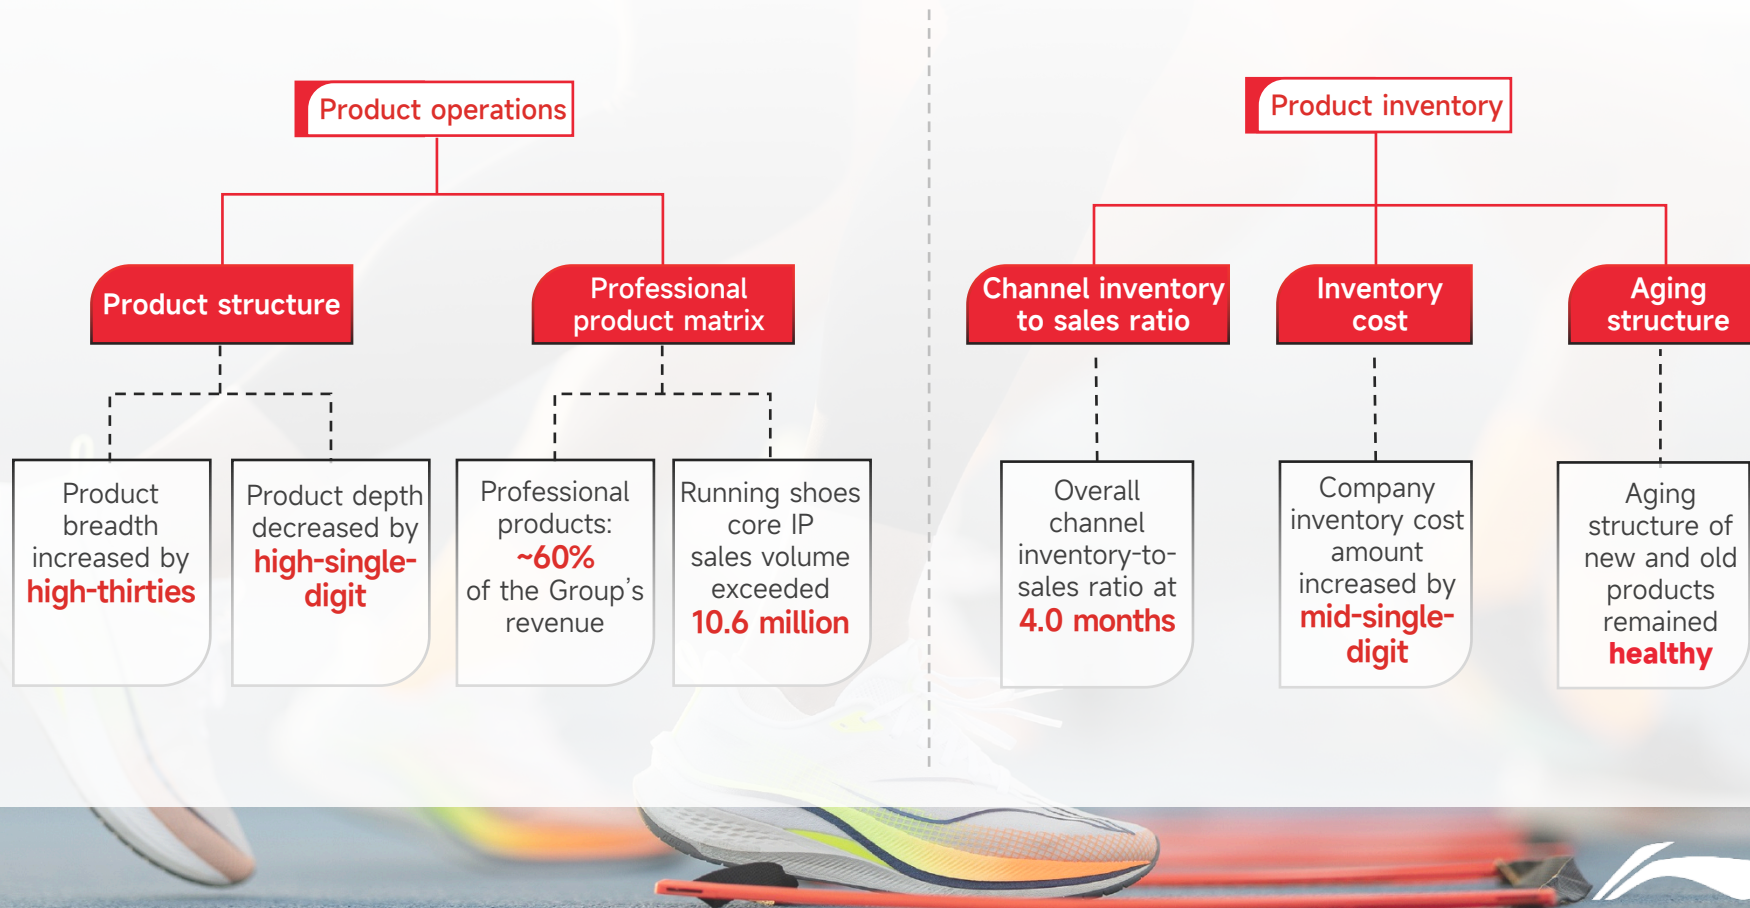 Product operations
Product structure
Product
breadth
increased by
high-thirties
Product depth
decreased by
high-single-
digit
Professional
product matrix
Professional
products:
~60%
of the Group's
revenue
Running shoes
core IP
sales volume
exceeded
10.6 million
Product inventory
Channel inventory
to sales ratio
Overall
channel
inventory-to-
sales ratio at
4.0 months
Inventory
cost
Company
inventory cost
amount
increased by
mid-single-
digit
Aging
structure
Aging
structure of
new and old
products
remained
healthy